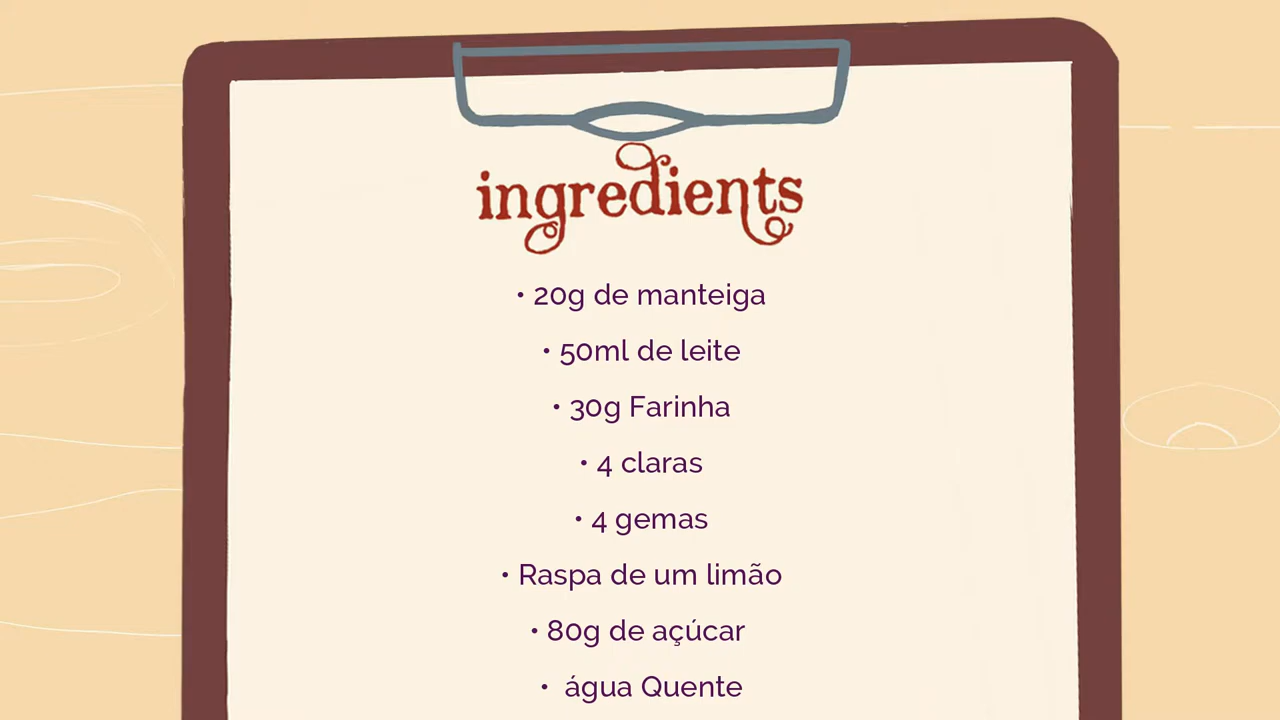 ingredients
• 20g de manteiga
• 50ml de leite
• 30g Farinha
• 4 claras
• 4 gemas
• Raspa de um limão
• 80g de açúcar
• água Quente